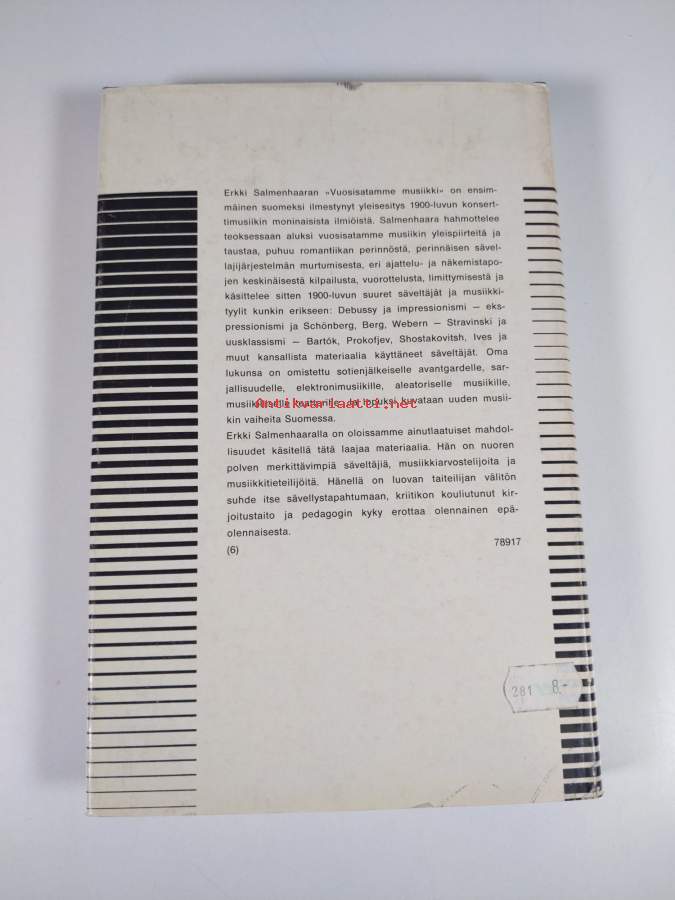 Erkki Salmenhaaran »Vuosisatamme musiikki» on ensim-
mäinen suomeksi ilmestynyt yleisesitys 1900-luvun konsert-
timusiikin moninaisista ilmiöistä. Salmenhaara hahmottelee
teoksessaan aluksi vuosisatamme musiikin yleispiirteitä ja
taustaa, puhuu romantiikan perinnöstä, perinnäisen sävel-
lajijärjestelmän murtumisesta, eri ajattelu- ja näkemistapo-
jen keskinäisestä kilpailusta, vuorottelusta, limittymisestä ja
käsittelee sitten 1900-luvun suuret säveltäjät ja musiikki-
tyylit kunkin erikseen: Debussy ja impressionismi — eks-
pressionismi ja Schönberg, Berg, Webern — Stravinski ja
uusklassismi — Bartók, Prokofjev, Shostakovitsh, Ives ja
muut kansallista materiaalia käyttäneet säveltäjät. Oma
lukunsa on omistettu sotienjälkeiselle avantgardelle, sar-
jallisuudelle, elektronimusiikille, aleatoriselle musiikille,
musiikilliselle teatterille, ja lopuksi kuvataan uuden musii-
Antikvariaatti.net
kin vaiheita Suomessa.
Erkki Salmenhaaralla on oloissamme ainutlaatuiset mahdol-
lisuudet käsitellä tätä laajaa materiaalia. Hän on nuoren
polven merkittävimpiä säveltäjiä, musiikkiarvostelijoita ja
musiikkitieteilijöitä. Hänellä on luovan taiteilijan välitön
suhde itse sävellystapahtumaan, kriitikon kouliutunut kir-
joitustaito ja pedagogin kyky erottaa olennainen epä-
olennaisesta.
(6) 78917
281 8,-